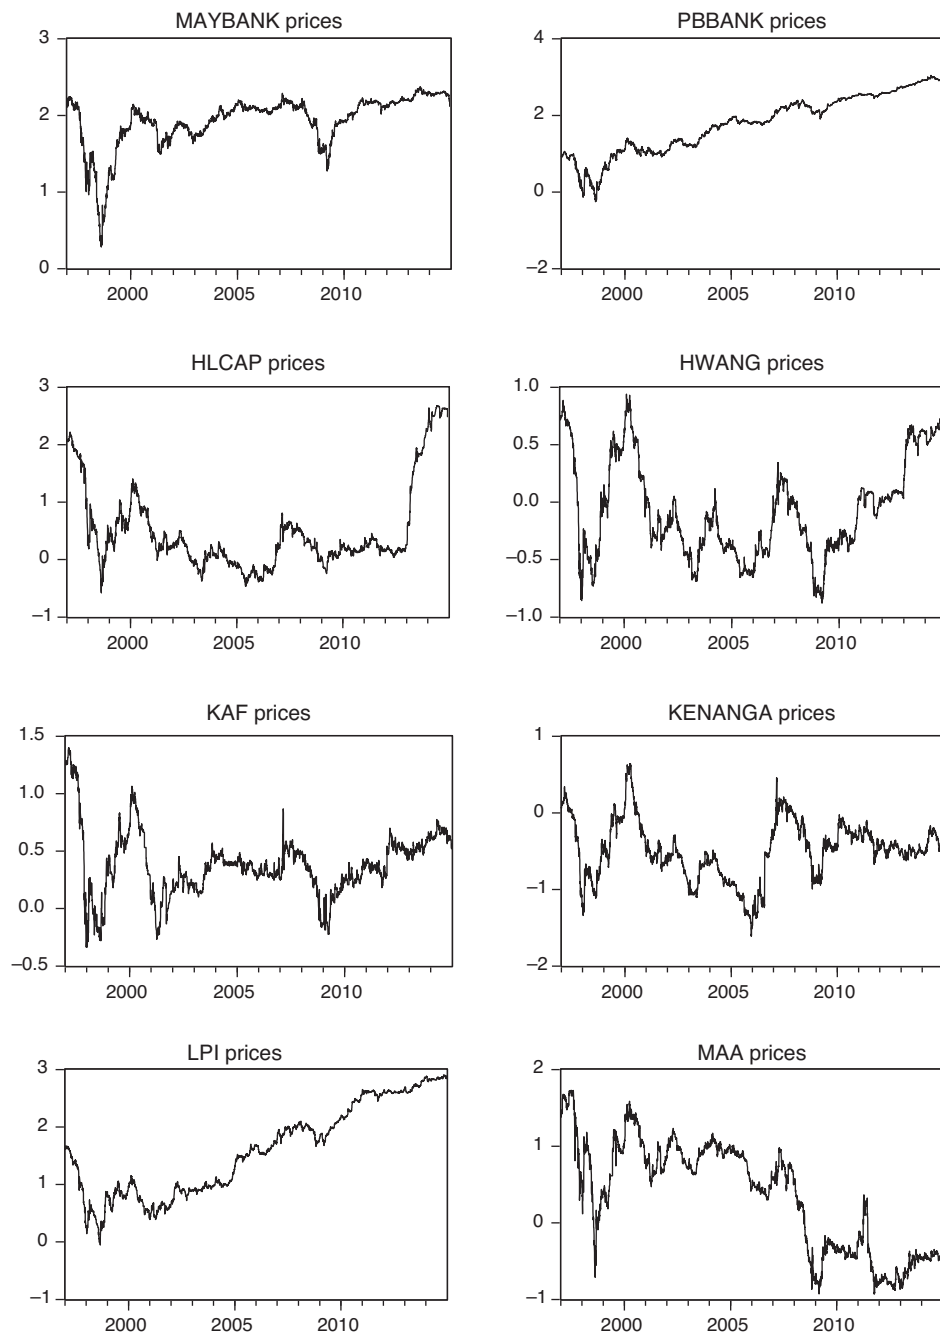 MAYBANK prices
3
2
1
0
2000 2005 2010
PBBANK prices
4
2
0
−2
2000 2005 2010
HLCAP prices
3
2
1
0
−1
2000 2005 2010
HWANG prices
1.0
0.5
0.0
−0.5
−1.0
2000 2005 2010
KAF prices
1.5
1.0
0.5
0.0
−0.5
2000 2005 2010
KENANGA prices
1
0
−1
−2
2000 2005 2010
LPI prices
3
2
1
0
−1
2000 2005 2010
MAA prices
2
1
0
−1
2000 2005 2010